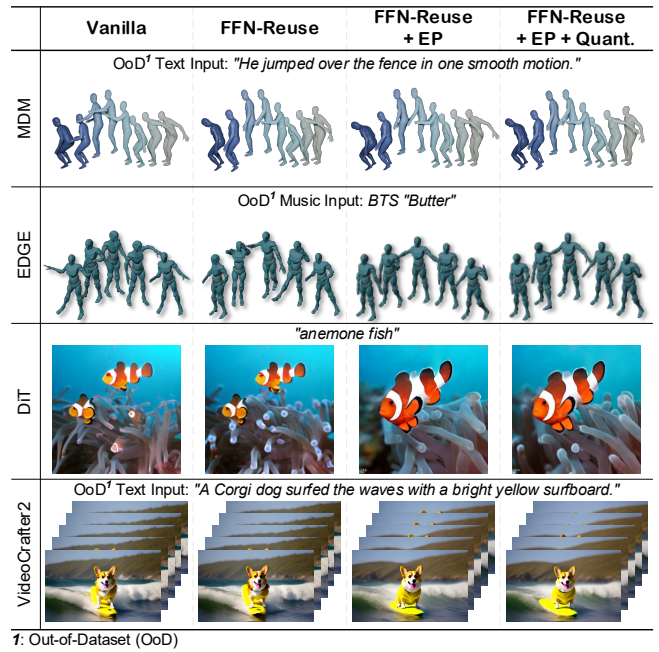 Vanilla
FFN-Reuse
FFN-Reuse
+ EP
FFN-Reuse
+ EP + Quant.
MDM
OoD¹ Text Input: "He jumped over the fence in one smooth motion."
EDGE
OoD¹ Music Input: BTS "Butter"
DiT
"anemone fish"
VideoCrafter2
OoD¹ Text Input: "A Corgi dog surfed the waves with a bright yellow surfboard."
1: Out-of-Dataset (OoD)